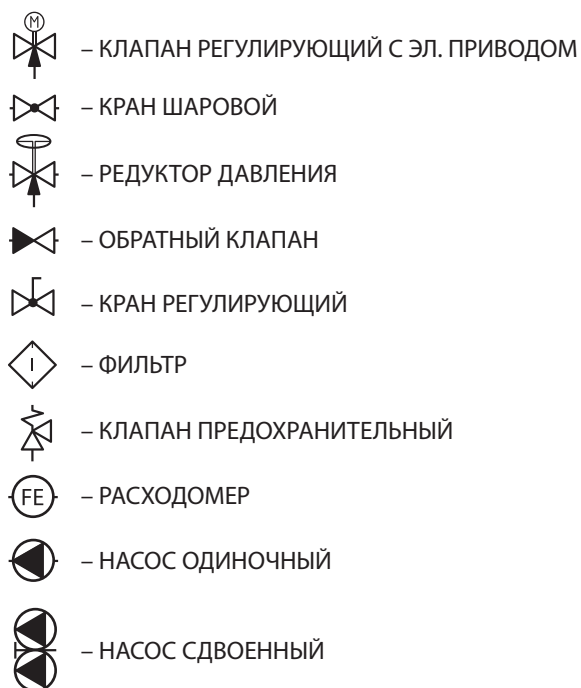 M
– КЛАПАН РЕГУЛИРУЮЩИЙ С ЭЛ. ПРИВОДОМ
– КРАН ШАРОВОЙ
– РЕДУКТОР ДАВЛЕНИЯ
– ОБРАТНЫЙ КЛАПАН
– КРАН РЕГУЛИРУЮЩИЙ
– ФИЛЬТР
– КЛАПАН ПРЕДОХРАНИТЕЛЬНЫЙ
FE – РАСХОДОМЕР
– НАСОС ОДИНОЧНЫЙ
– НАСОС СДВОЕННЫЙ